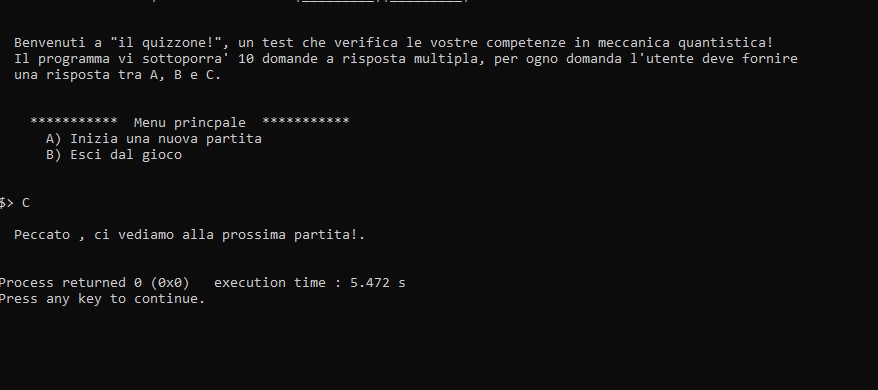 Benvenuti a "il quizzone!", un test che verifica le vostre competenze in meccanica quantistica!
Il programma vi sottoporra' 10 domande a risposta multipla, per ogno domanda l'utente deve fornire
una risposta tra A, B e C.
*********** Menu princpale ***********
A) Inizia una nuova partita
B) Esci dal gioco
$> C
Peccato , ci vediamo alla prossima partita!.
Process returned 0 (0x0) execution time : 5.472 s
Press any key to continue.